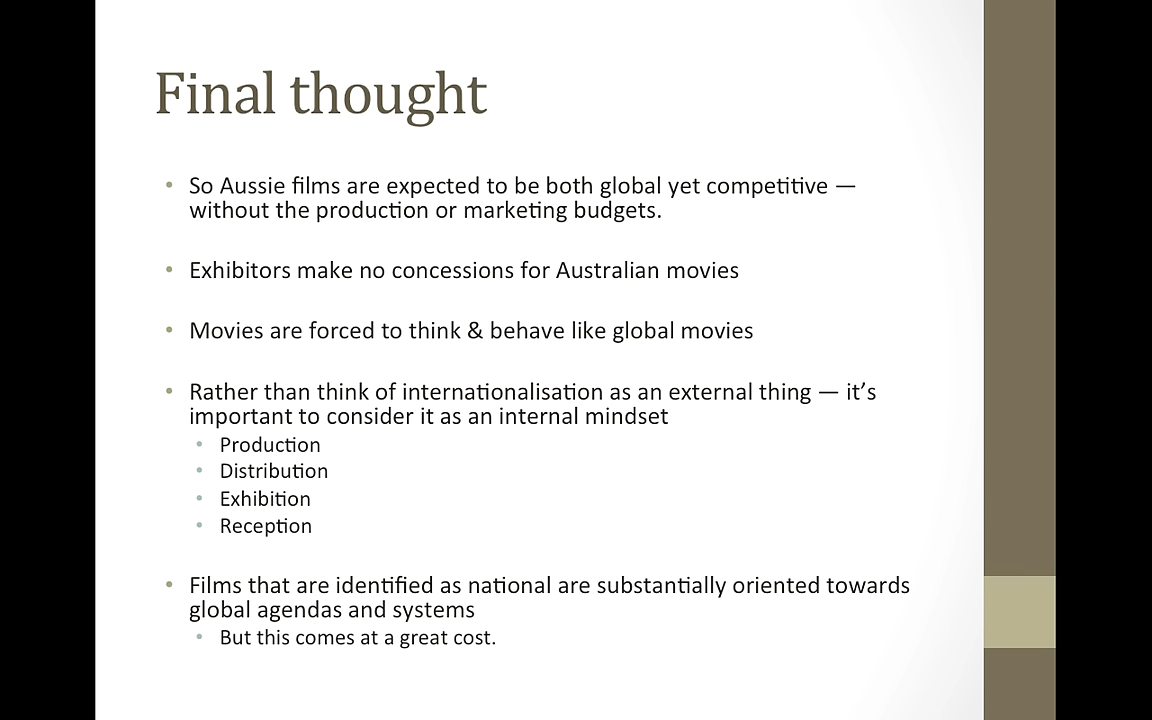 Final thought
• So Aussie films are expected to be both global yet competitive —
without the production or marketing budgets.
• Exhibitors make no concessions for Australian movies
• Movies are forced to think & behave like global movies
• Rather than think of internationalisation as an external thing — it’s
important to consider it as an internal mindset
• Production
• Distribution
• Exhibition
• Reception
• Films that are identified as national are substantially oriented towards
global agendas and systems
• But this comes at a great cost.